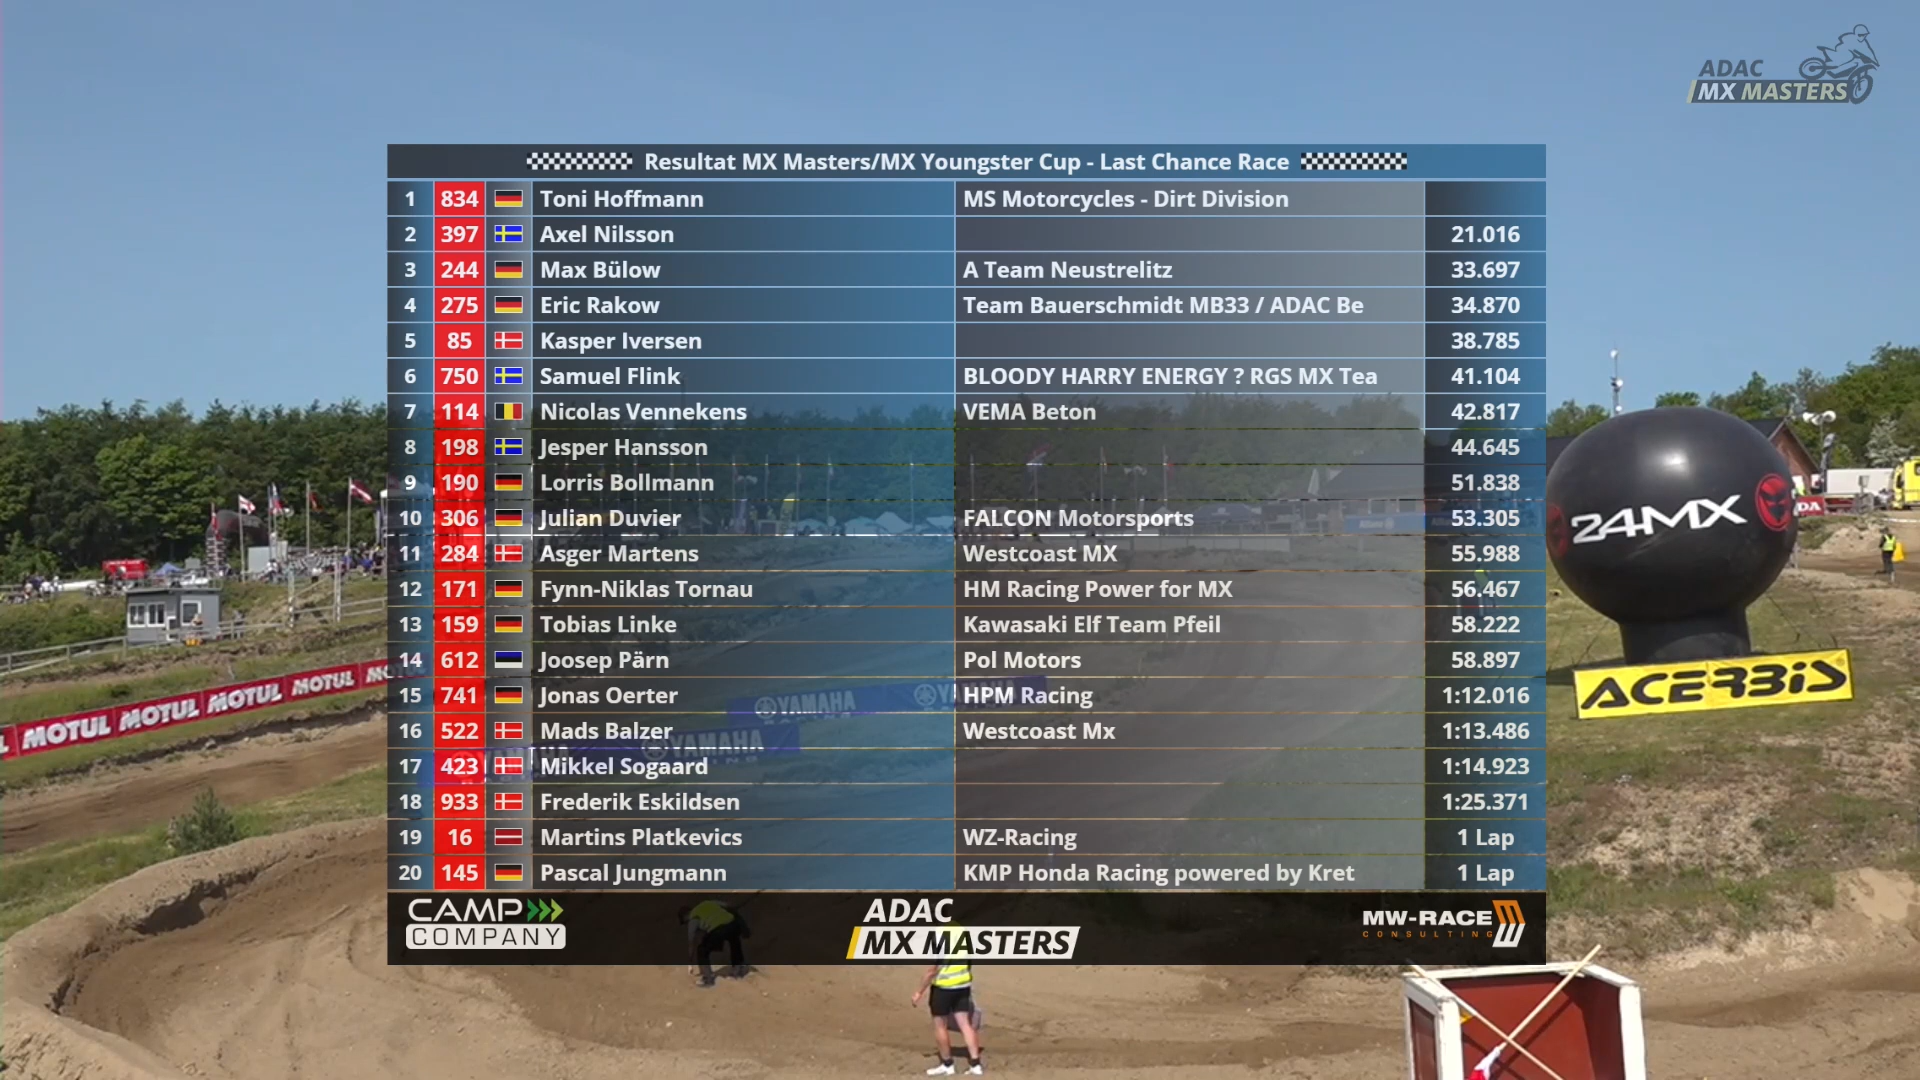 ADAC
MX MASTERS
Resultat MX Masters/MX Youngster Cup - Last Chance Race
1 834 Toni Hoffmann MS Motorcycles - Dirt Division
2 397 Axel Nilsson 21.016
3 244 Max Bülow A Team Neustrelitz 33.697
4 275 Eric Rakow Team Bauerschmidt MB33 / ADAC Be 34.870
5 85 Kasper Iversen 38.785
6 750 Samuel Flink BLOODY HARRY ENERGY ? RGS MX Tea 41.104
7 114 Nicolas Vennekens VEMA Beton 42.817
8 198 Jesper Hansson 44.645
9 190 Lorris Bollmann 51.838
10 306 Julian Duvier FALCON Motorsports 53.305
11 284 Asger Martens Westcoast MX 55.988
12 171 Fynn-Niklas Tornau HM Racing Power for MX 56.467
13 159 Tobias Linke Kawasaki Elf Team Pfeil 58.222
14 612 Joosep Pärn Pol Motors 58.897
15 741 Jonas Oerter HPM Racing 1:12.016
16 522 Mads Balzer Westcoast Mx 1:13.486
17 423 Mikkel Sogaard 1:14.923
18 933 Frederik Eskildsen 1:25.371
19 16 Martins Platkevics WZ-Racing 1 Lap
20 145 Pascal Jungmann KMP Honda Racing powered by Kret 1 Lap
24MX
ACERBIS
MOTUL MOTUL MOTUL MOTUL
YAMAHA
YAMAHA
CAMP
COMPANY
ADAC
MX MASTERS
MW-RACE
CONSULTING